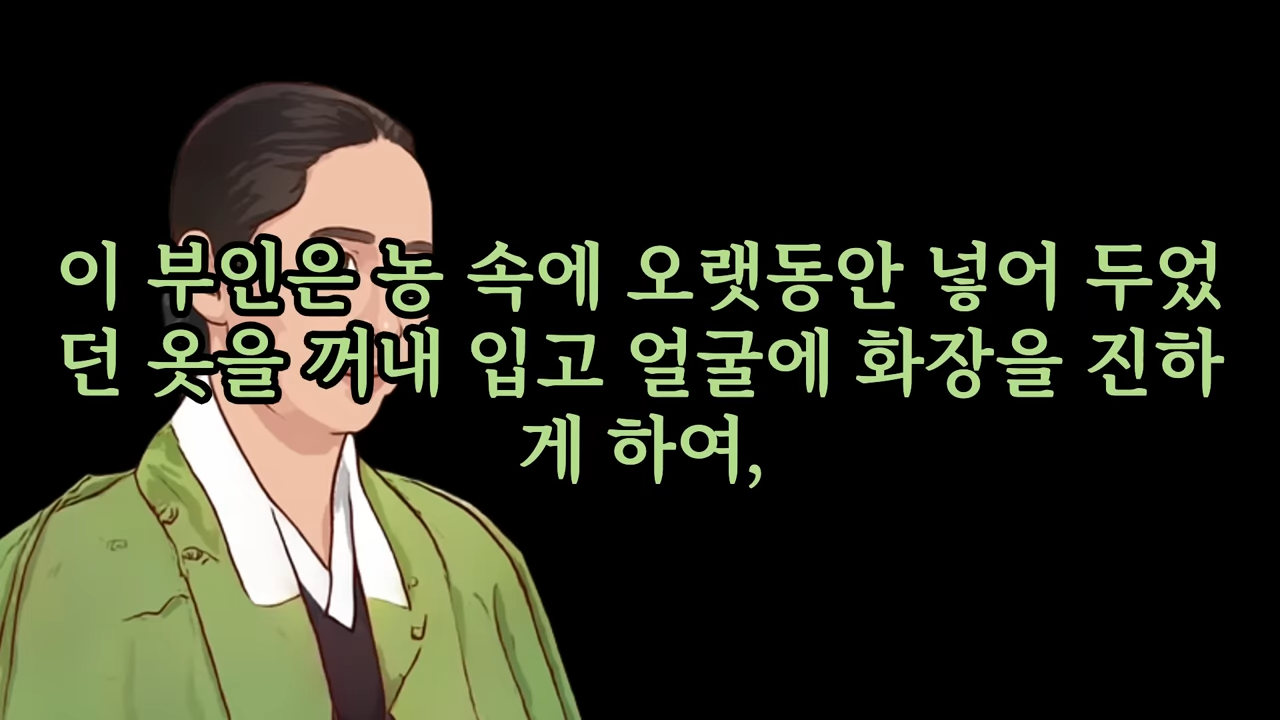 이 부인은 농 속에 오랫동안 넣어 두었
던 옷을 꺼내 입고 얼굴에 화장을 진하
게 하여,